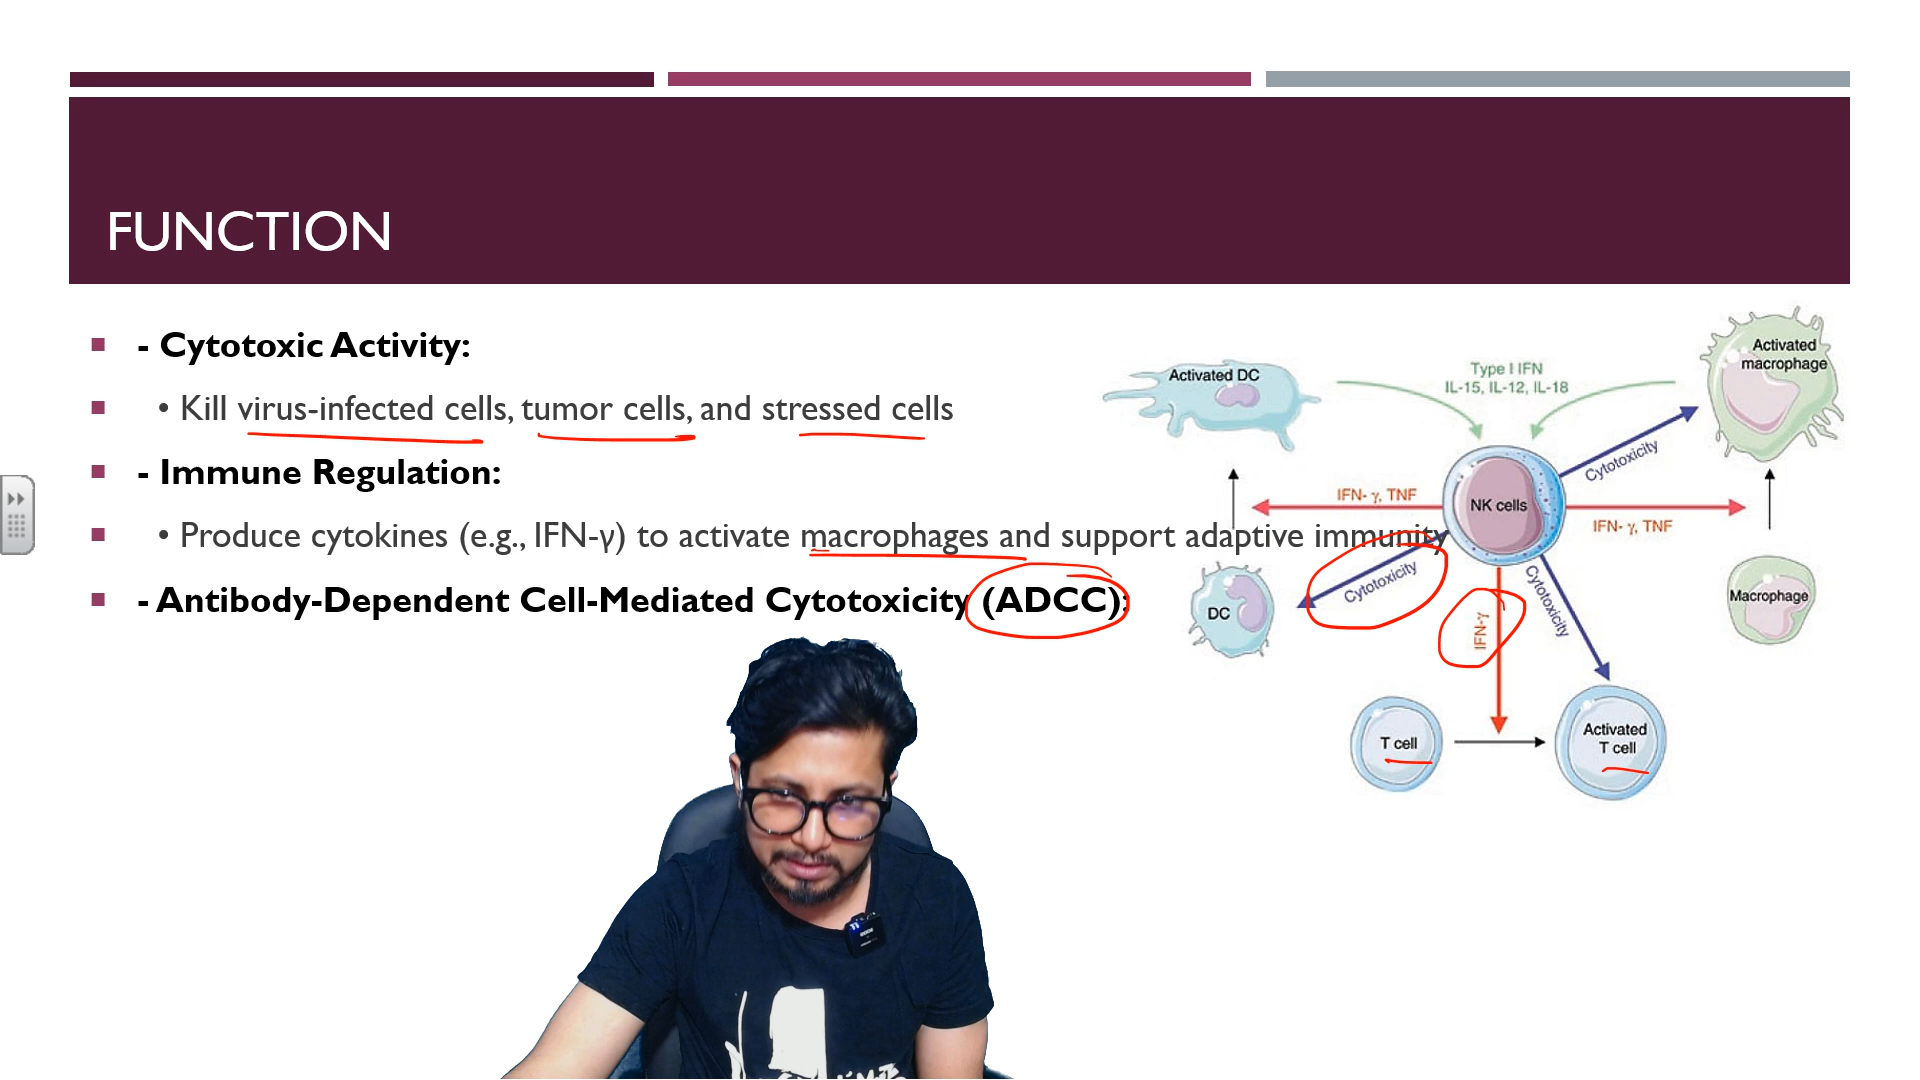 FUNCTION
- Cytotoxic Activity:
• Kill virus-infected cells, tumor cells, and stressed cells
- Immune Regulation:
• Produce cytokines (e.g., IFN-γ) to activate macrophages and support adaptive immunity
- Antibody-Dependent Cell-Mediated Cytotoxicity (ADCC):
Activated DC
Type I IFN
IL-15, IL-12, IL-18
Activated
macrophage
Cytotoxicity
IFN- γ, TNF
NK cells
IFN- γ, TNF
Cytotoxicity
Cytotoxicity
DC
IFN-γ
Macrophage
T cell
Activated
T cell